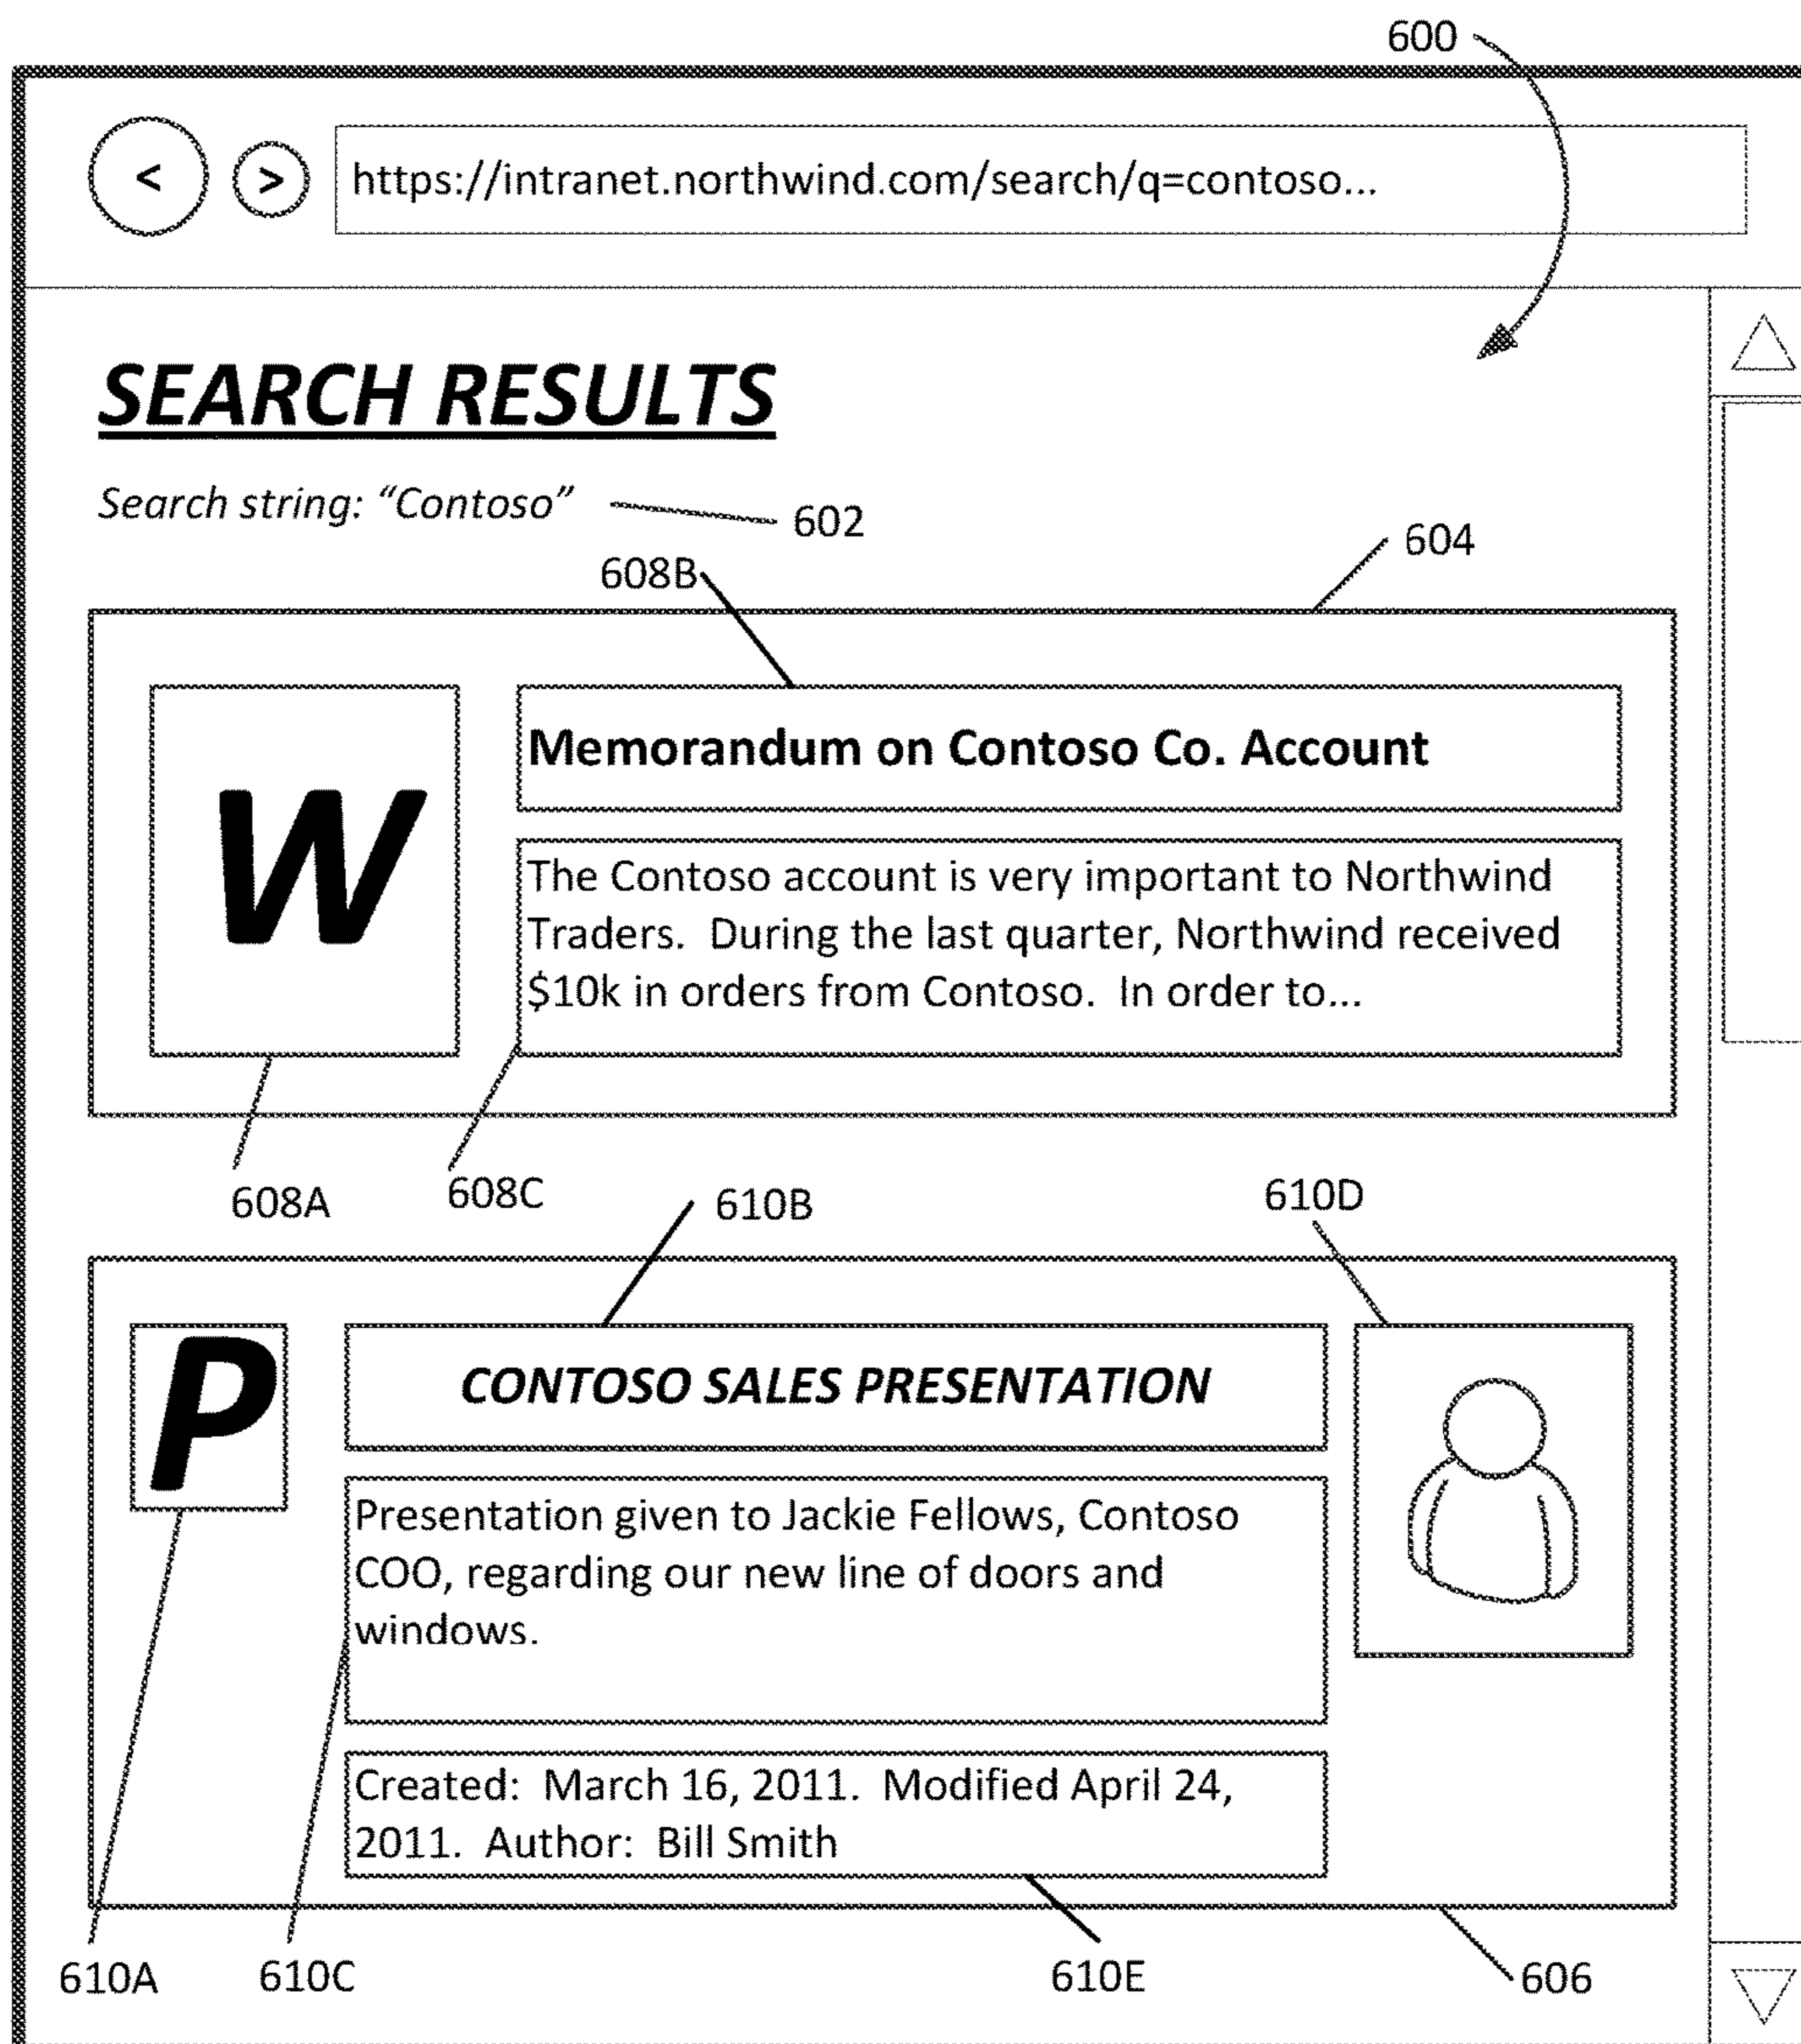 600
<
>
https://intranet.northwind.com/search/q=contoso...
SEARCH RESULTS
Search string: “Contoso”
602
604
608B
W
Memorandum on Contoso Co. Account
The Contoso account is very important to Northwind
Traders.  During the last quarter, Northwind received
$10k in orders from Contoso.  In order to...
608A
608C
610B
610D
P
CONTOSO SALES PRESENTATION
Presentation given to Jackie Fellows, Contoso
COO, regarding our new line of doors and
windows.
Created:  March 16, 2011.  Modified April 24,
2011.  Author:  Bill Smith
610A
610C
610E
606